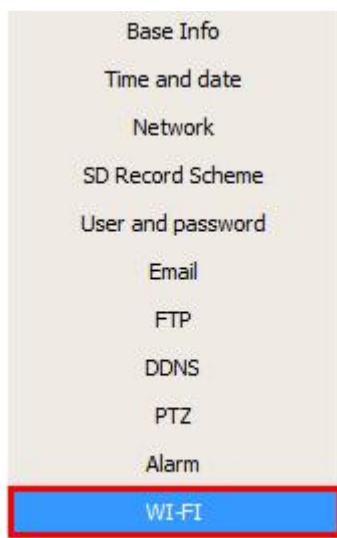 Base Info
Time and date
Network
SD Record Scheme
User and password
Email
FTP
DDNS
PTZ
Alarm
WI-FI